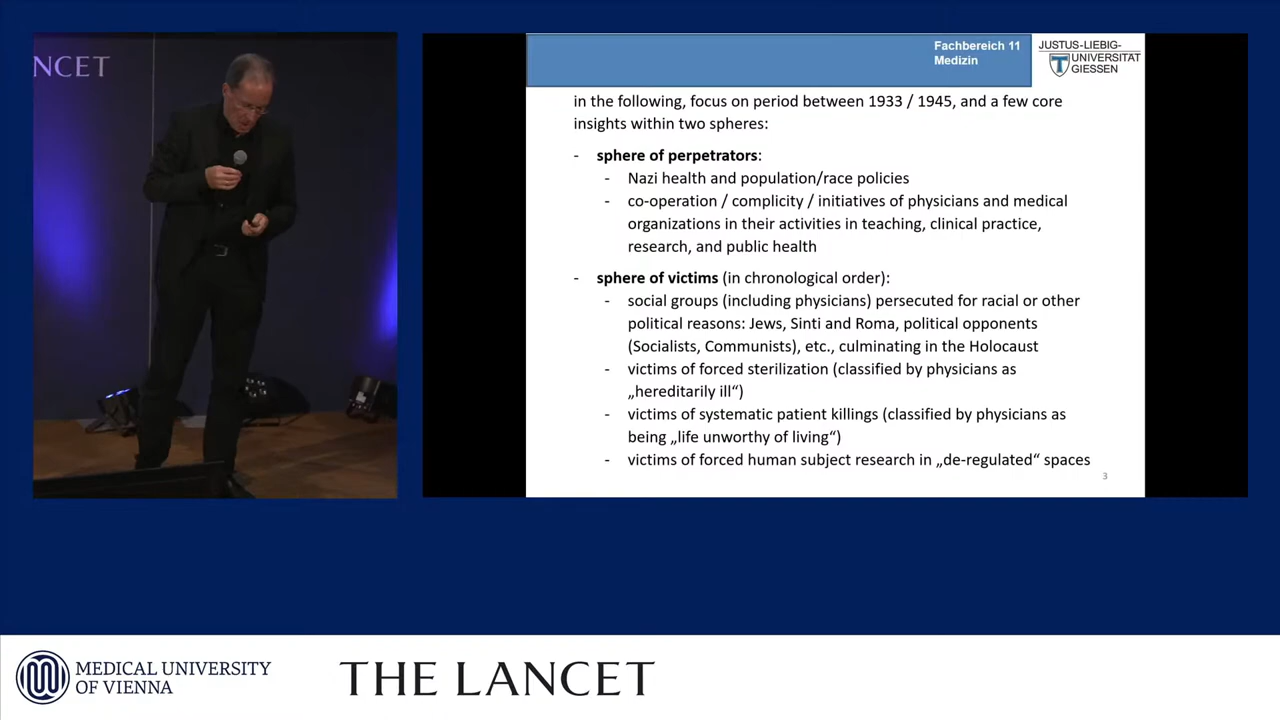 NCET
Fachbereich 11
Medizin
JUSTUS-LIEBIG-
UNIVERSITAT
GIESSEN
in the following, focus on period between 1933 / 1945, and a few core
insights within two spheres:
- sphere of perpetrators:
- Nazi health and population/race policies
- co-operation / complicity / initiatives of physicians and medical
organizations in their activities in teaching, clinical practice,
research, and public health
- sphere of victims (in chronological order):
- social groups (including physicians) persecuted for racial or other
political reasons: Jews, Sinti and Roma, political opponents
(Socialists, Communists), etc., culminating in the Holocaust
- victims of forced sterilization (classified by physicians as
„hereditarily ill“)
- victims of systematic patient killings (classified by physicians as
being „life unworthy of living“)
- victims of forced human subject research in „de-regulated“ spaces
3
MEDICAL UNIVERSITY
OF VIENNA
THE LANCET